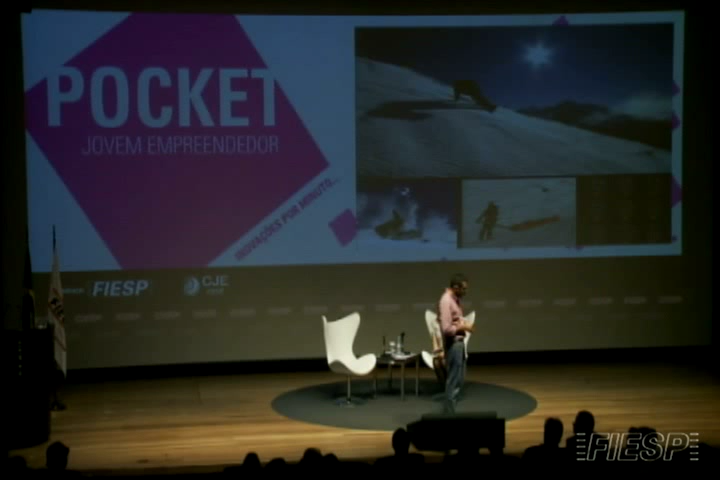 POCKET
JOVEM EMPREENDEDOR
INOVAÇÕES POR MINUTO...
FIESP
CJE
FIESP